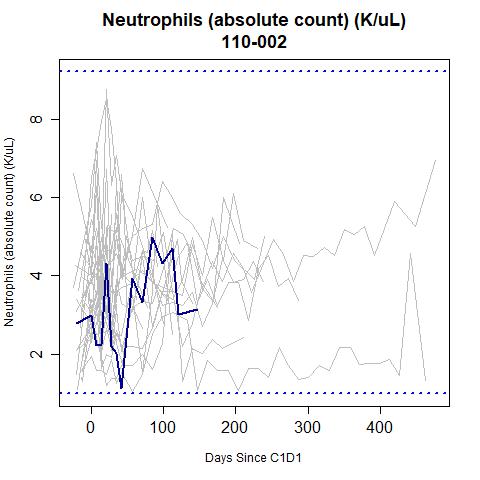 Neutrophils (absolute count) (K/uL)
110-002
Neutrophils (absolute count) (K/uL)
8
6
4
2
0 100 200 300 400
Days Since C1D1